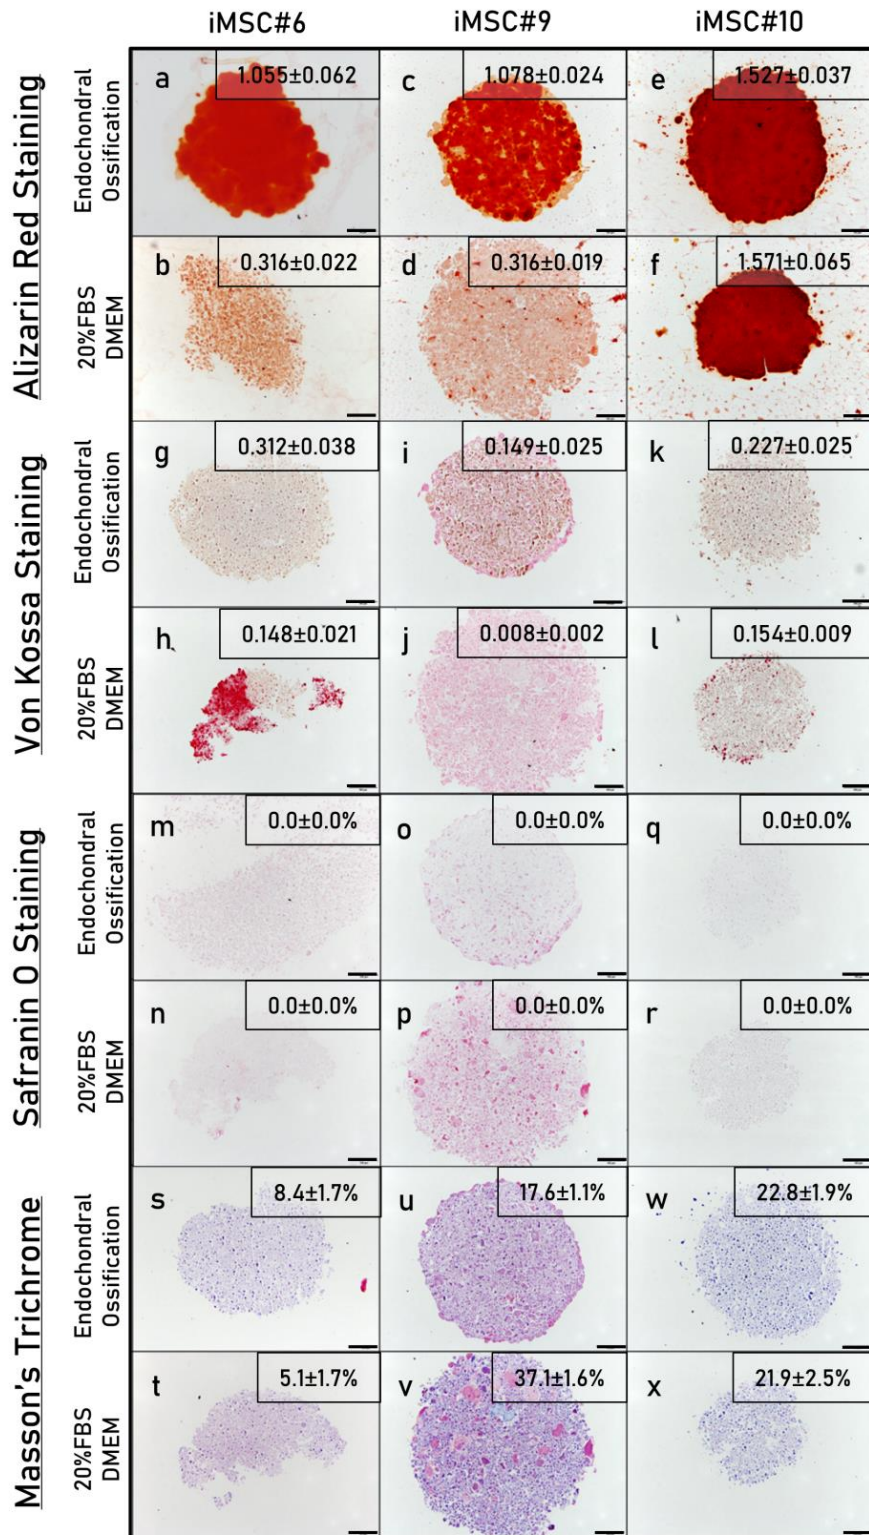 iMSC#6 iMSC#9 iMSC#10
Alizarin Red Staining
Endochondral
Ossification
a 1.055±0.062 c 1.078±0.024 e 1.527±0.037
20%FBS
DMEM
b 0.316±0.022 d 0.316±0.019 f 1.571±0.065
Von Kossa Staining
Endochondral
Ossification
g 0.312±0.038 i 0.149±0.025 k 0.227±0.025
20%FBS
DMEM
h 0.148±0.021 j 0.008±0.002 l 0.154±0.009
Safranin O Staining
Endochondral
Ossification
m 0.0±0.0% o 0.0±0.0% q 0.0±0.0%
20%FBS
DMEM
n 0.0±0.0% p 0.0±0.0% r 0.0±0.0%
Masson's Trichrome
Endochondral
Ossification
s 8.4±1.7% u 17.6±1.1% w 22.8±1.9%
20%FBS
DMEM
t 5.1±1.7% v 37.1±1.6% x 21.9±2.5%